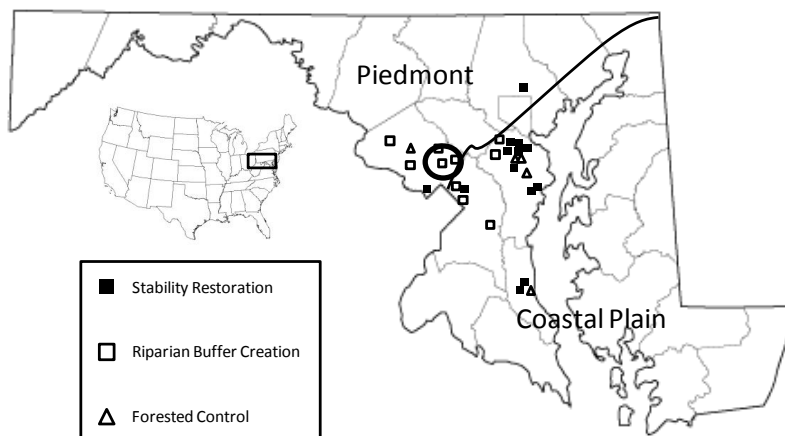 Piedmont
Stability Restoration
Riparian Buffer Creation
Forested Control
Coastal Plain